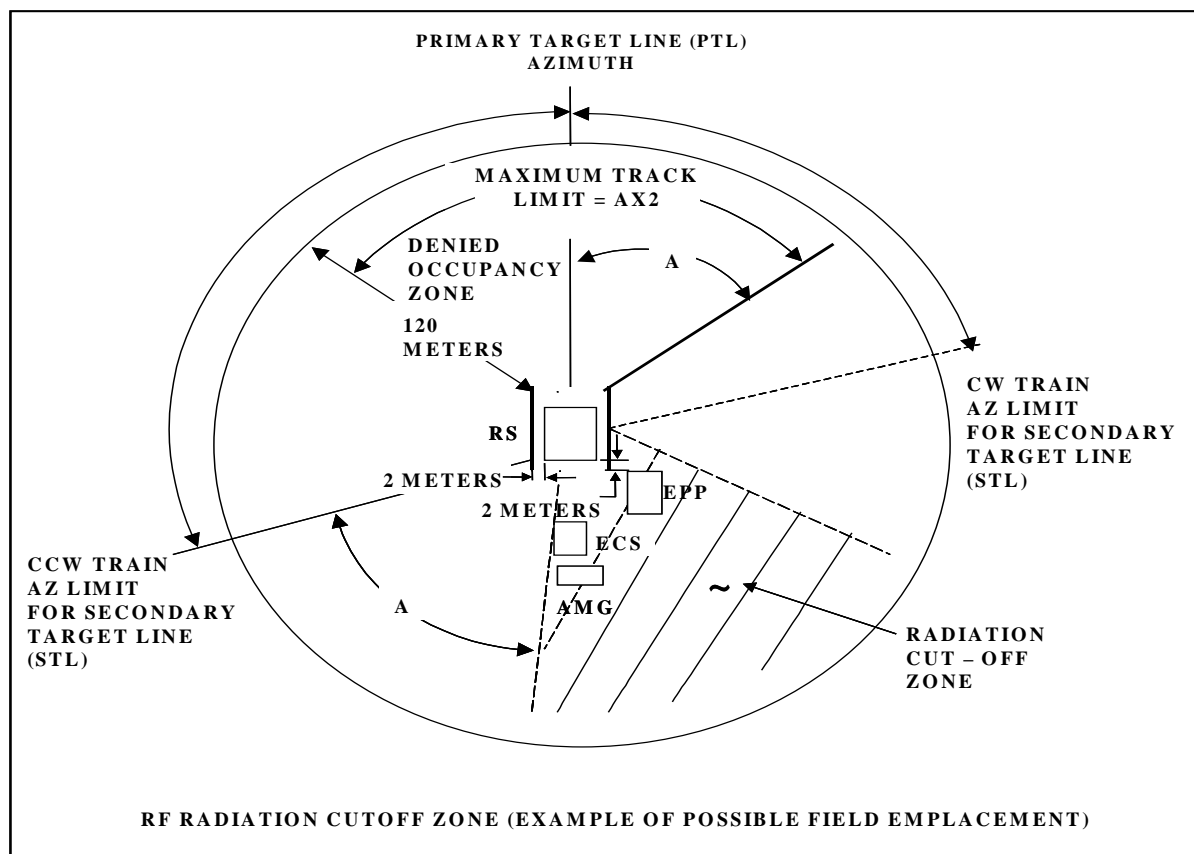 PRIMARY TARGET LINE (PTL)
AZIMUTH
MAXIMUM TRACK
LIMIT = AX2
DENIED
OCCUPANCY
ZONE
120
METERS
A
RS
2 METERS
2 METERS
EPP
ECS
AMG
A
~
CW TRAIN
AZ LIMIT
FOR SECONDARY
TARGET LINE
(STL)
CCW TRAIN
AZ LIMIT
FOR SECONDARY
TARGET LINE
(STL)
RADIATION
CUT – OFF
ZONE
RF RADIATION CUTOFF ZONE (EXAMPLE OF POSSIBLE FIELD EMPLACEMENT)